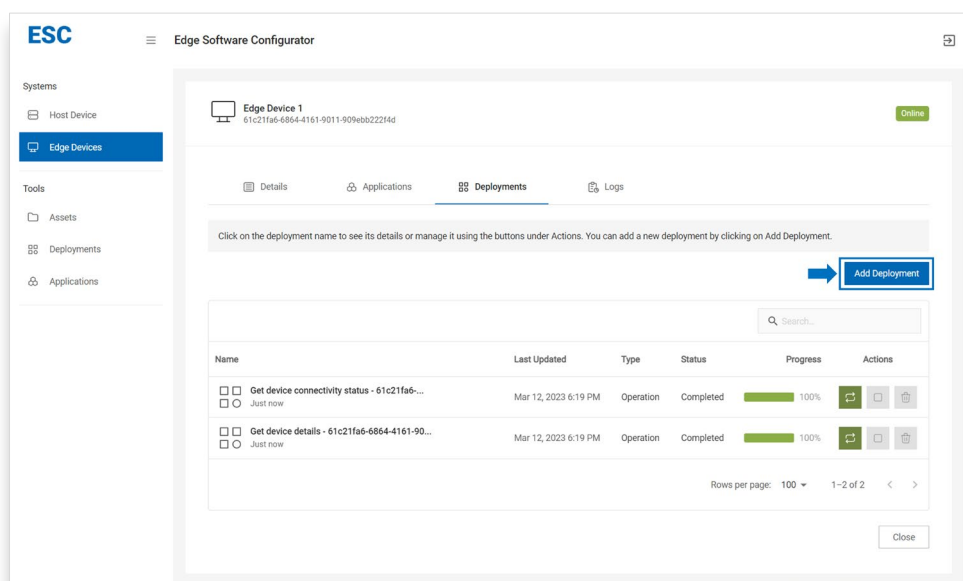 ESC
Edge Software Configurator
Systems
Host Device
Edge Devices
Tools
Assets
Deployments
Applications
Edge Device 1
61c21fa6-6864-4161-9011-909ebb222f4d
Online
Details Applications Deployments Logs
Click on the deployment name to see its details or manage it using the buttons under Actions. You can add a new deployment by clicking on Add Deployment.
Add Deployment
Search...
Name Last Updated Type Status Progress Actions
Get device connectivity status - 61c21fa6-...
Just now
Mar 12, 2023 6:19 PM Operation Completed 100%
Get device details - 61c21fa6-6864-4161-90...
Just now
Mar 12, 2023 6:19 PM Operation Completed 100%
Rows per page: 100 1–2 of 2
Close